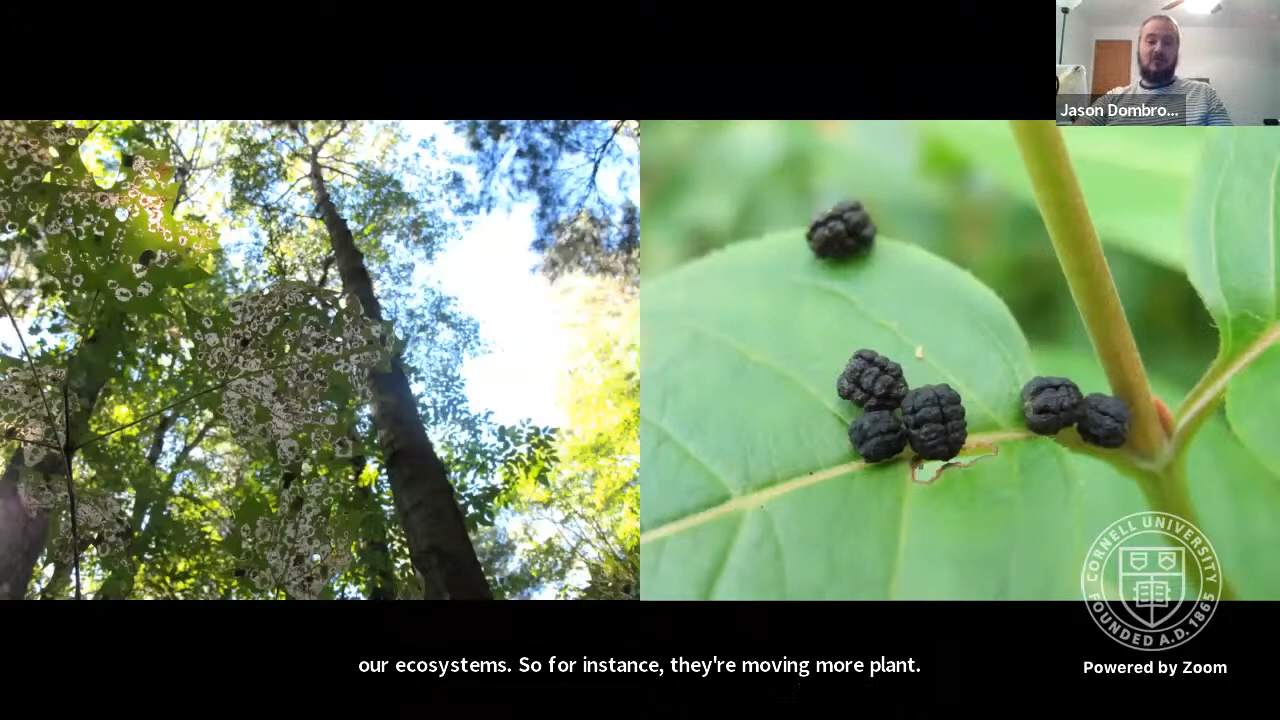 Jason Dombro...
CORNELL UNIVERSITY
FOUNDED A.D. 1865
our ecosystems. So for instance, they're moving more plant.
Powered by Zoom